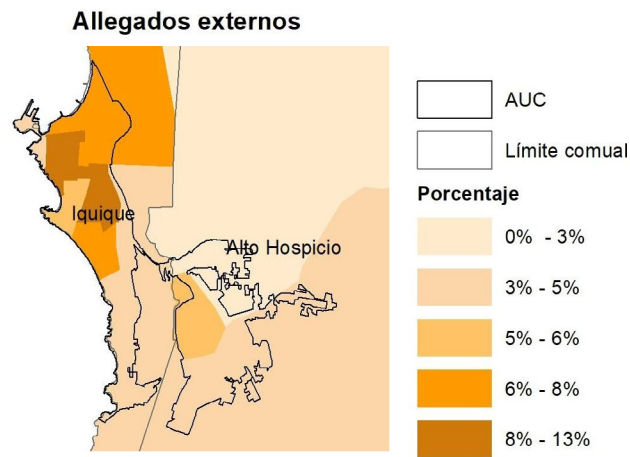 Allegados externos
AUC
Límite comual
Porcentaje
0% - 3%
3% - 5%
5% - 6%
6% - 8%
8% - 13%
Iquique
Alto Hospicio